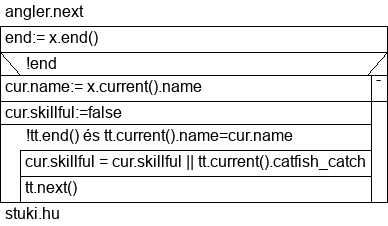 angler.next
end:= x.end()
!end
cur.name:= x.current().name
-
cur.skillful:=false
!tt.end() és tt.current().name=cur.name
cur.skillful = cur.skillful || tt.current().catfish_catch
tt.next()
stuki.hu